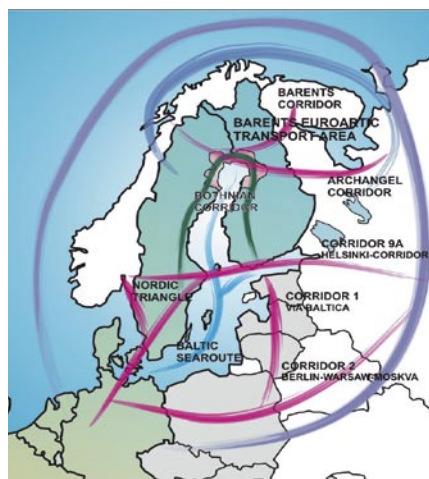 BARENTS
CORRIDOR
BARENTS EUROARTIC
TRANSPORT AREA
ARCHANGEL
CORRIDOR
BOTHNIAN
CORRIDOR
CORRIDOR 9A
HELSINKI-CORRIDOR
NORDIC
TRIANGLE
CORRIDOR 1
VIA BALTICA
BALTIC
SEAROUTE
CORRIDOR 2
BERLIN-WARSAW-MOSKVA